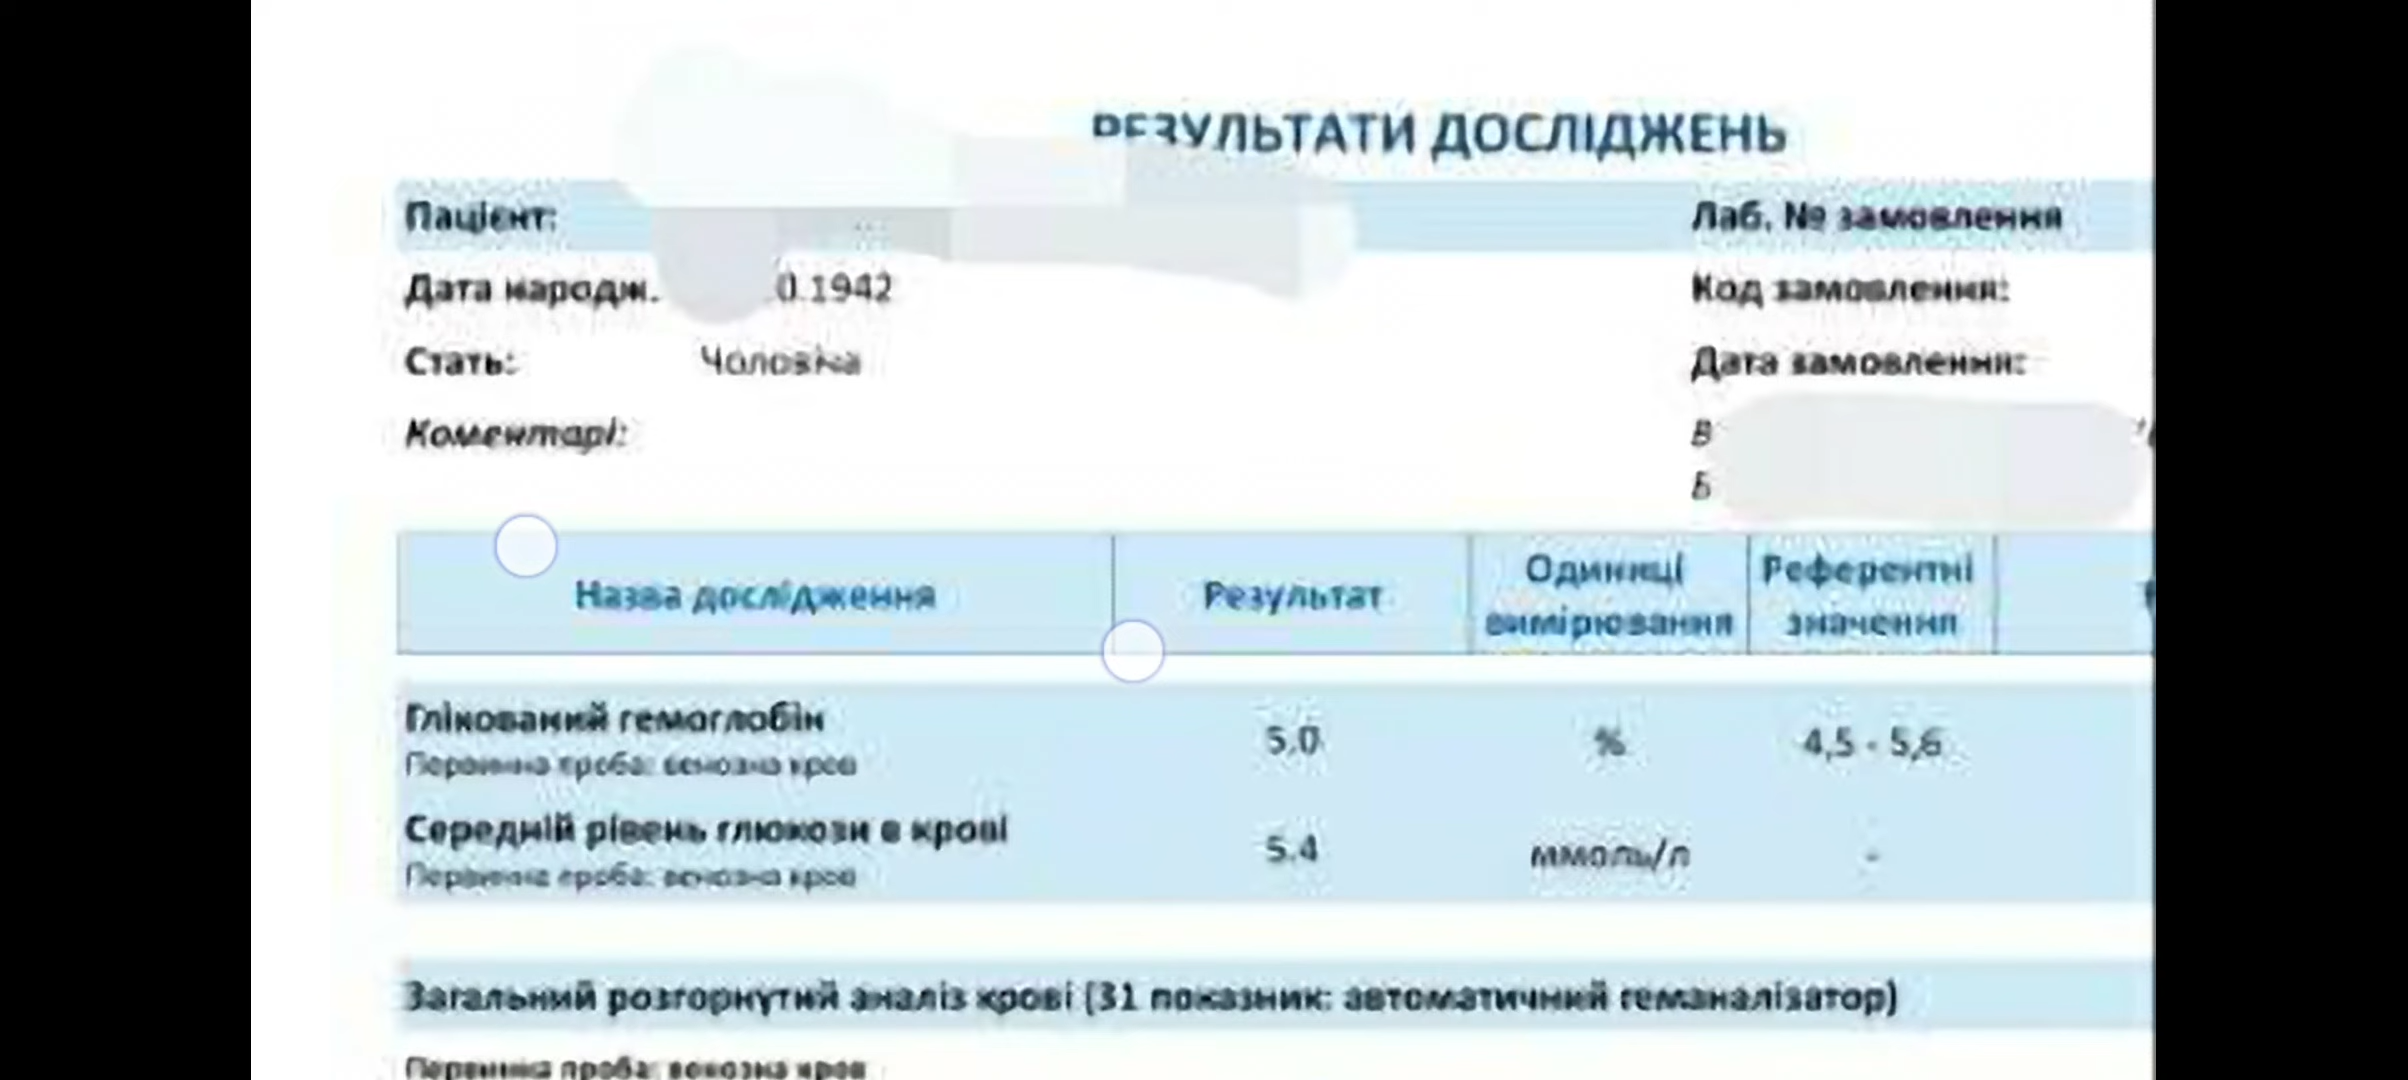 РЕЗУЛЬТАТИ ДОСЛІДЖЕНЬ
Пацієнт:
Лаб. № замовлення
Дата народж. 0.1942
Код замовлення:
Стать: Чоловіча
Дата замовлення:
Коментарі:
В
Б
Назва дослідження Результат Одиниці вимірювання Референтні значення
Глікований гемоглобін 5.0 % 4,5 - 5,6
Первинна проба: венозна кров
Середній рівень глюкози в крові 5.4 ммоль/л -
Первинна проба: венозна кров
Загальний розгорнутий аналіз крові (31 показник: автоматичний геманалізатор)
Первинна проба: венозна кров